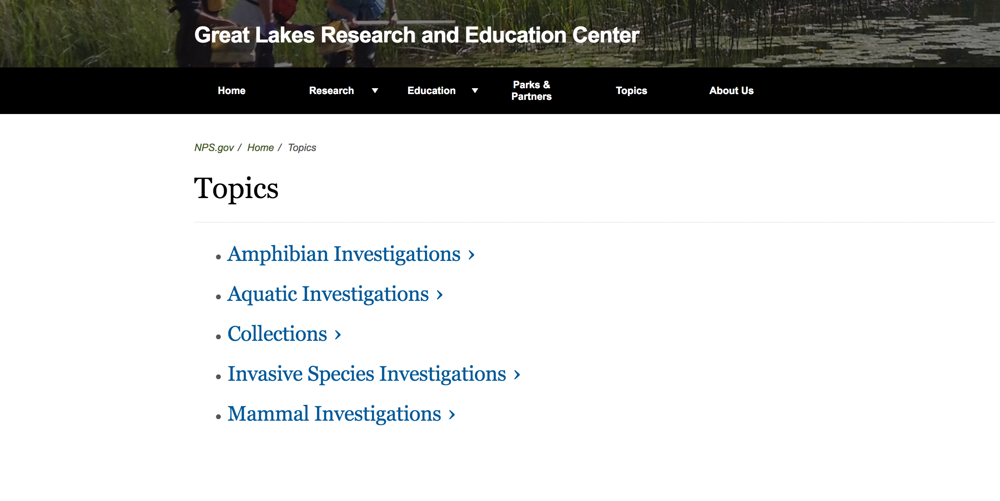 Great Lakes Research and Education Center
Home
Research
Education
Parks &
Partners
Topics
About Us
NPS.gov / Home / Topics
Topics
Amphibian Investigations ›
Aquatic Investigations ›
Collections ›
Invasive Species Investigations ›
Mammal Investigations ›